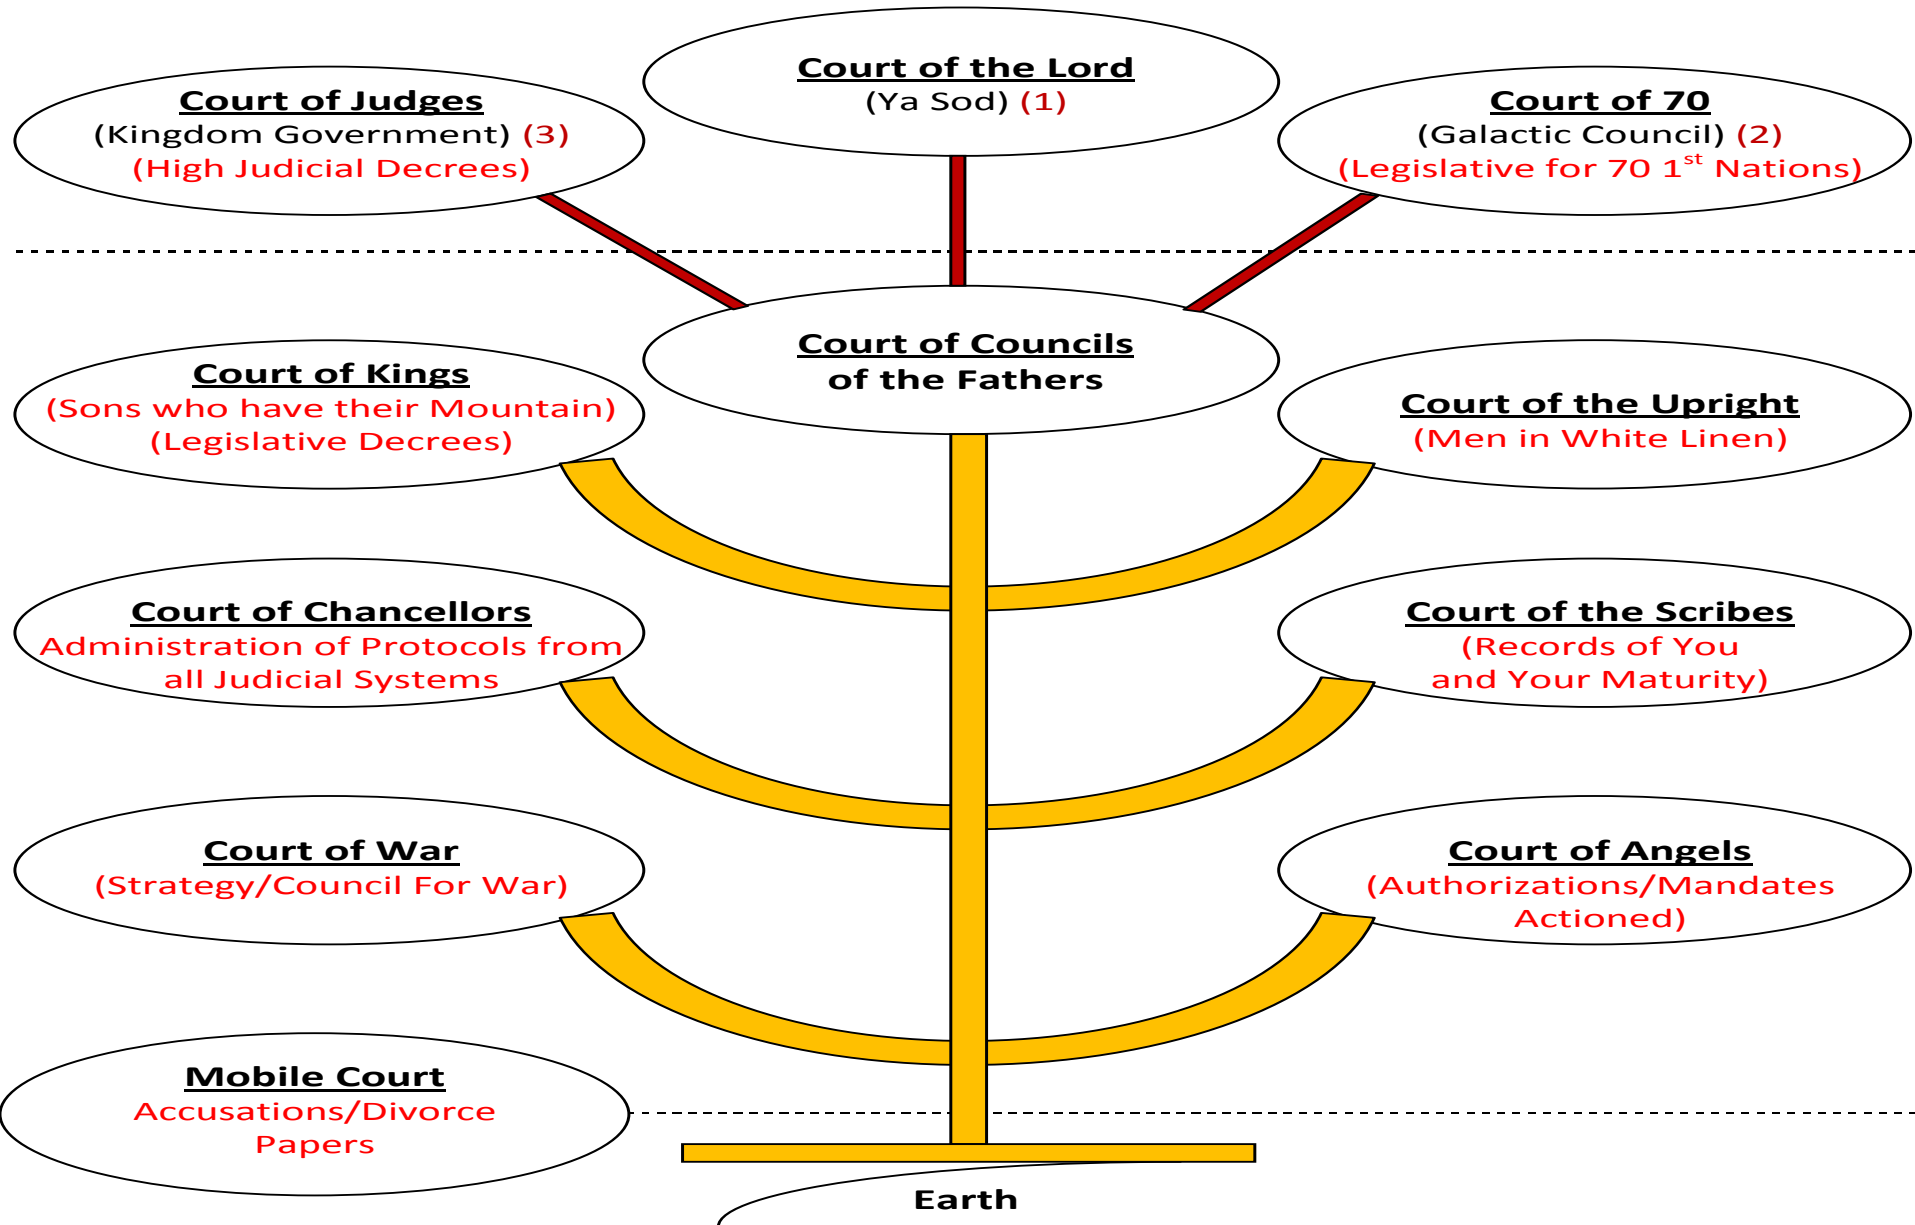 Court of the Lord
(Ya Sod) (1)
Court of Judges
(Kingdom Government) (3)
(High Judicial Decrees)
Court of 70
(Galactic Council) (2)
(Legislative for 70 1st Nations)
Court of Councils
of the Fathers
Court of Kings
(Sons who have their Mountain)
(Legislative Decrees)
Court of the Upright
(Men in White Linen)
Court of Chancellors
Administration of Protocols from
all Judicial Systems
Court of the Scribes
(Records of You
and Your Maturity)
Court of War
(Strategy/Council For War)
Court of Angels
(Authorizations/Mandates
Actioned)
Mobile Court
Accusations/Divorce
Papers
Earth